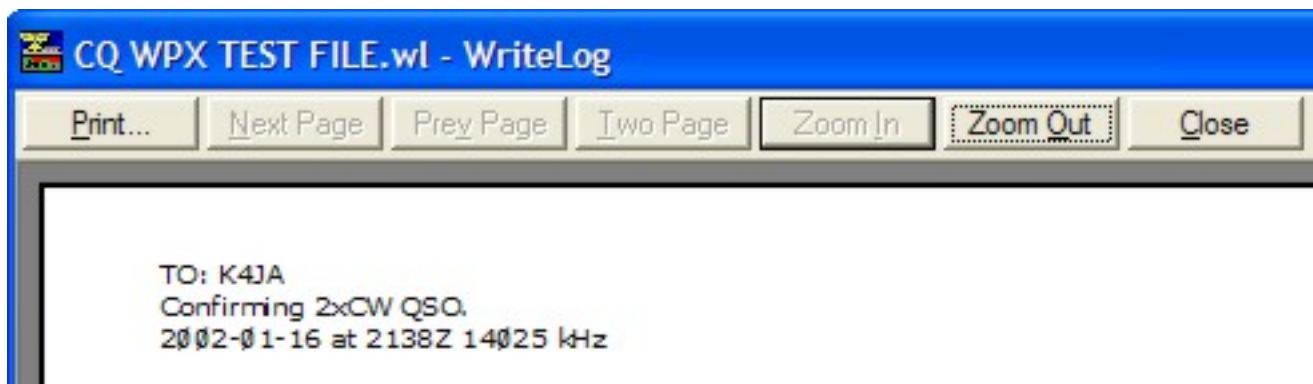 CQ WPX TEST FILE.wl - WriteLog
Print... Next Page Prev Page Two Page Zoom In Zoom Out Close
TO: K4JA
Confirming 2xCW QSO.
2ØØ2-Ø1-16 at 2138Z 14Ø25 kHz